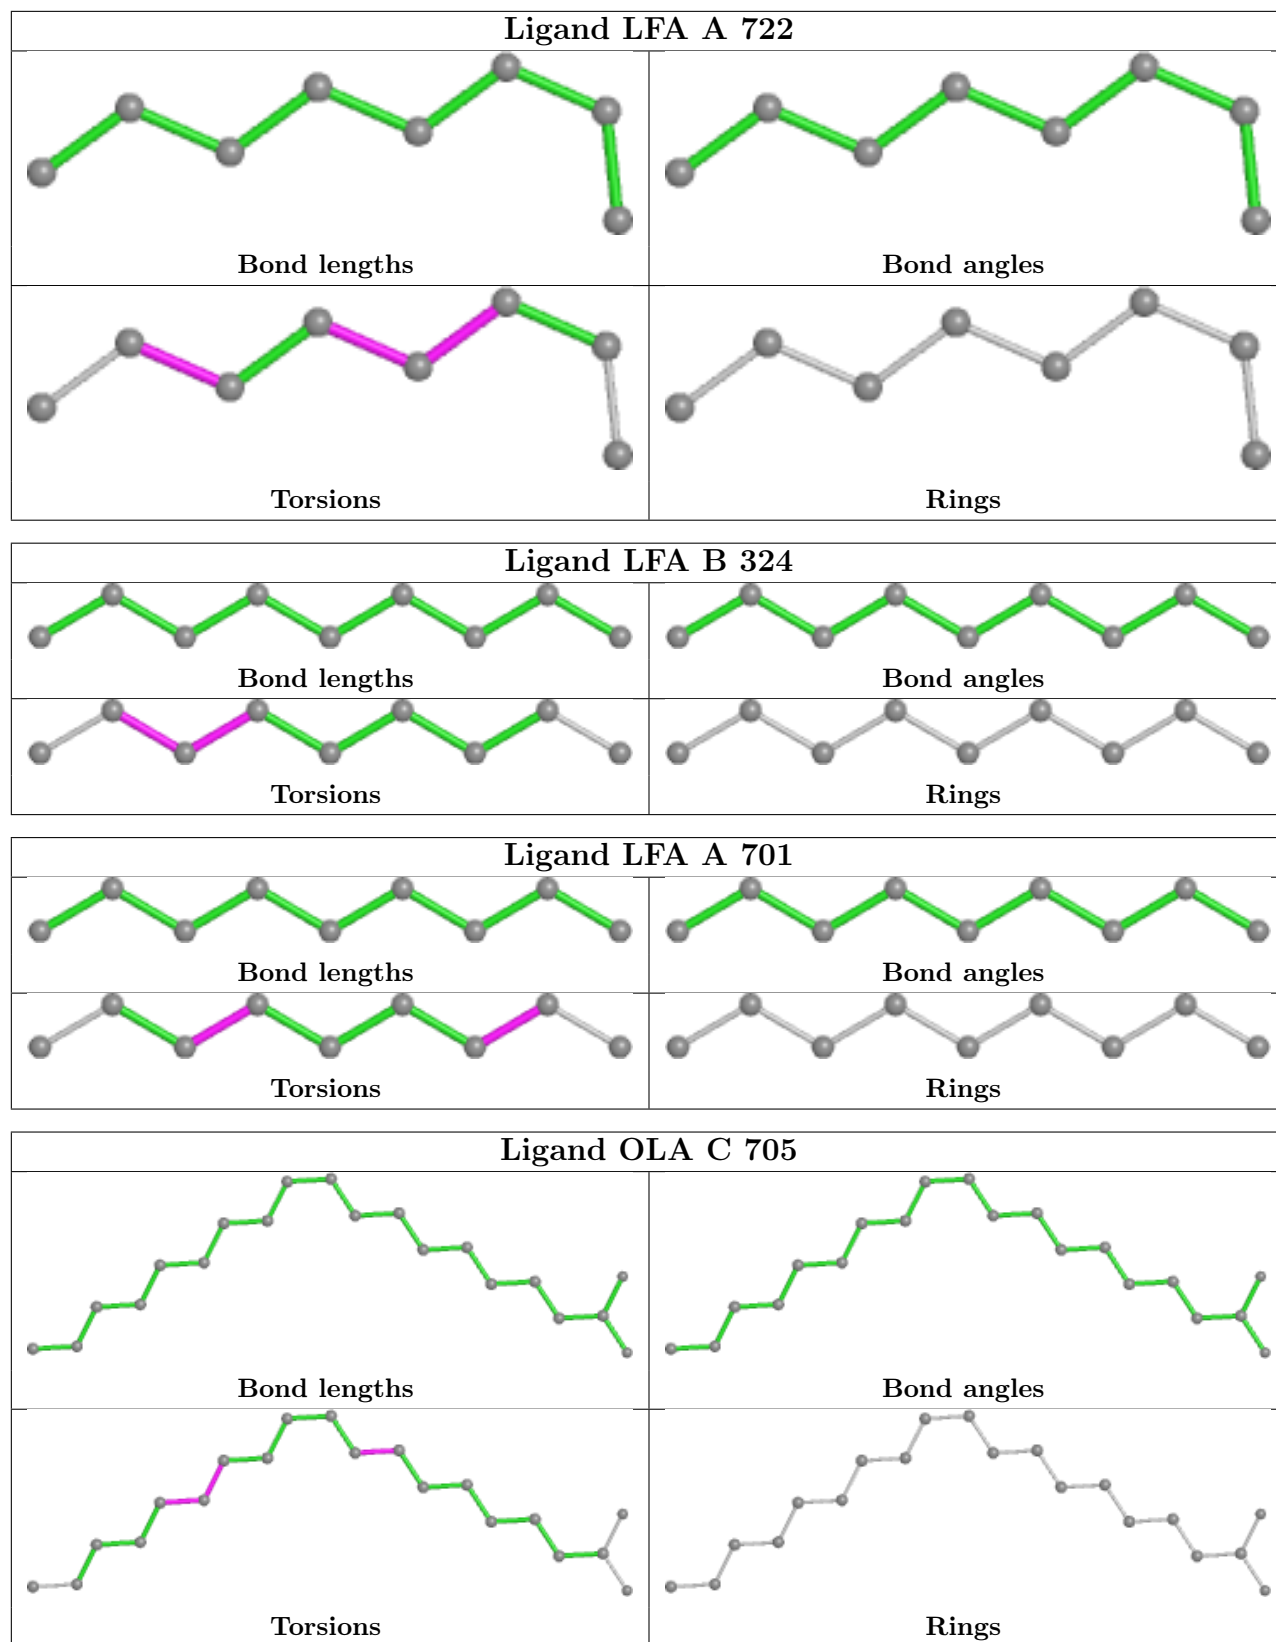 Ligand LFA A 722
Bond lengths
Bond angles
Torsions
Rings
Ligand LFA B 324
Bond lengths
Bond angles
Torsions
Rings
Ligand LFA A 701
Bond lengths
Bond angles
Torsions
Rings
Ligand OLA C 705
Bond lengths
Bond angles
Torsions
Rings